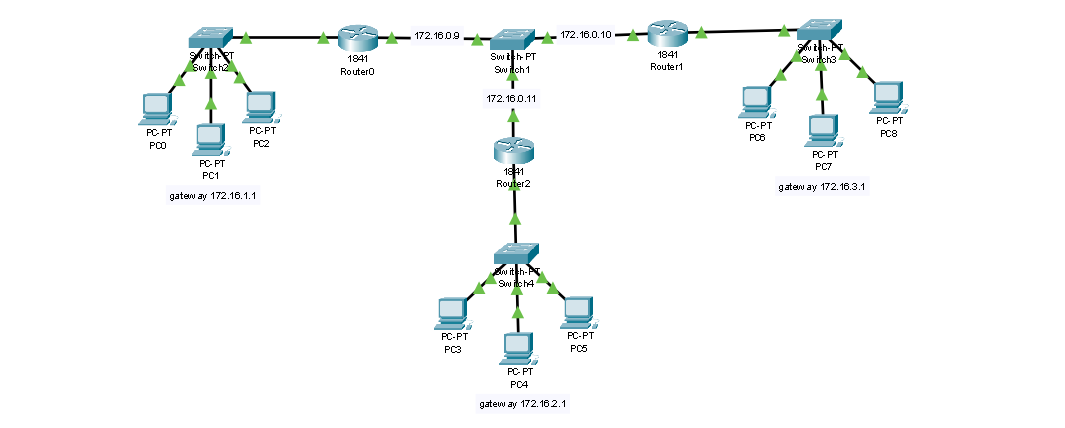 172.16.0.9
172.16.0.10
1841
Router0
1841
Router1
Switch-PT
Switch2
Switch-PT
Switch1
Switch-PT
Switch3
172.16.0.11
PC-PT
PC0
PC-PT
PC1
PC-PT
PC2
PC-PT
PC6
PC-PT
PC7
PC-PT
PC8
gateway 172.16.1.1
1841
Router2
gateway 172.16.3.1
Switch-PT
Switch4
PC-PT
PC3
PC-PT
PC4
PC-PT
PC5
gateway 172.16.2.1